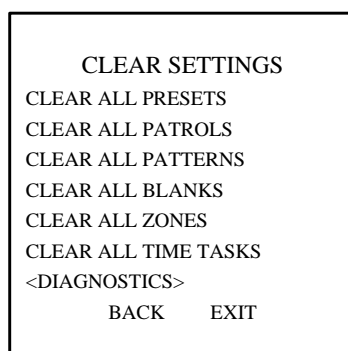 CLEAR SETTINGS
CLEAR ALL PRESETS
CLEAR ALL PATROLS
CLEAR ALL PATTERNS
CLEAR ALL BLANKS
CLEAR ALL ZONES
CLEAR ALL TIME TASKS
<DIAGNOSTICS>
BACK EXIT